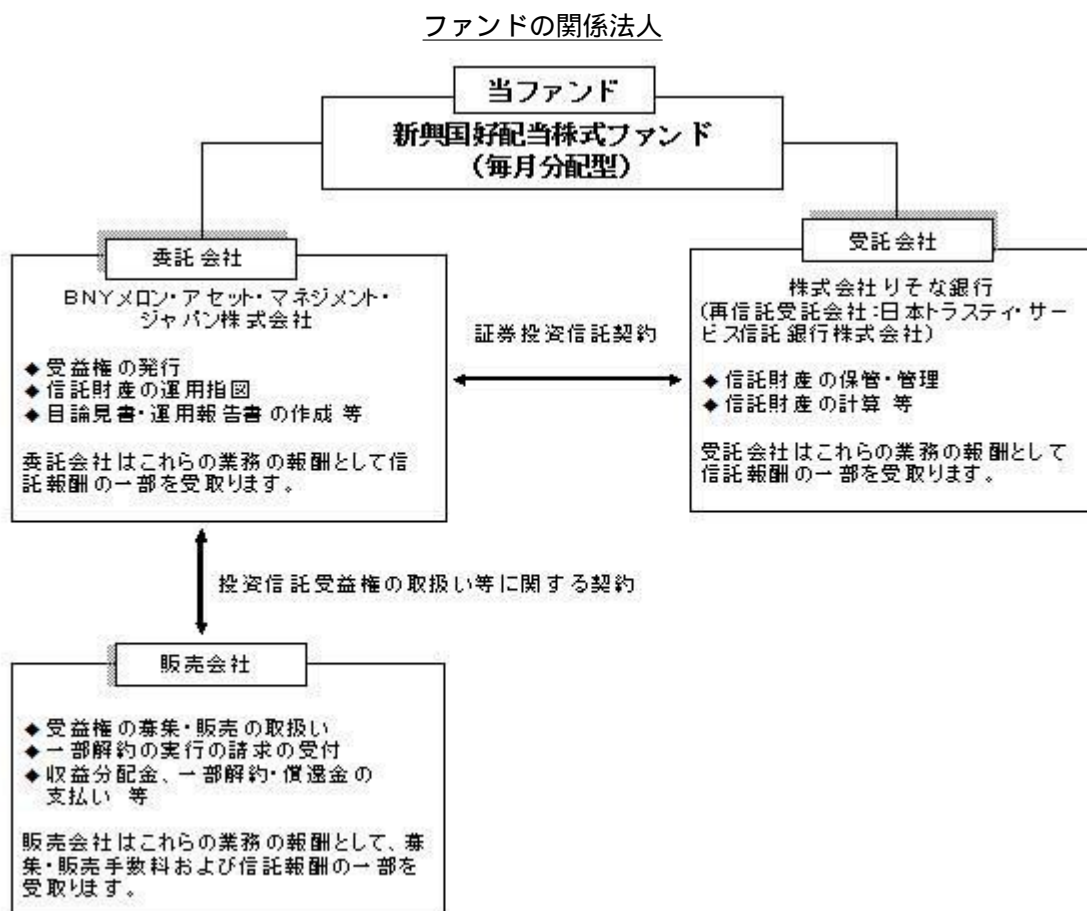 ファンドの関係法人
当ファンド
新興国好配当株式ファンド
（毎月分配型）
委託会社
BNYメロン・アセット・マネジメント・
ジャパン株式会社
◆受益権の発行
◆信託財産の運用指図
◆目論見書・運用報告書の作成 等
委託会社はこれらの業務の報酬として信
託報酬の一部を受取ります。
証券投資信託契約
受託会社
株式会社りそな銀行
(再信託受託会社:日本トラスティ・サー
ビス信託銀行株式会社)
◆信託財産の保管・管理
◆信託財産の計算 等
受託会社はこれらの業務の報酬として
信託報酬の一部を受取ります。
投資信託受益権の取扱い等に関する契約
販売会社
◆受益権の募集・販売の取扱い
◆一部解約の実行の請求の受付
◆収益分配金、一部解約・償還金の
支払い 等
販売会社はこれらの業務の報酬として、募
集・販売手数料および信託報酬の一部を
受取ります。